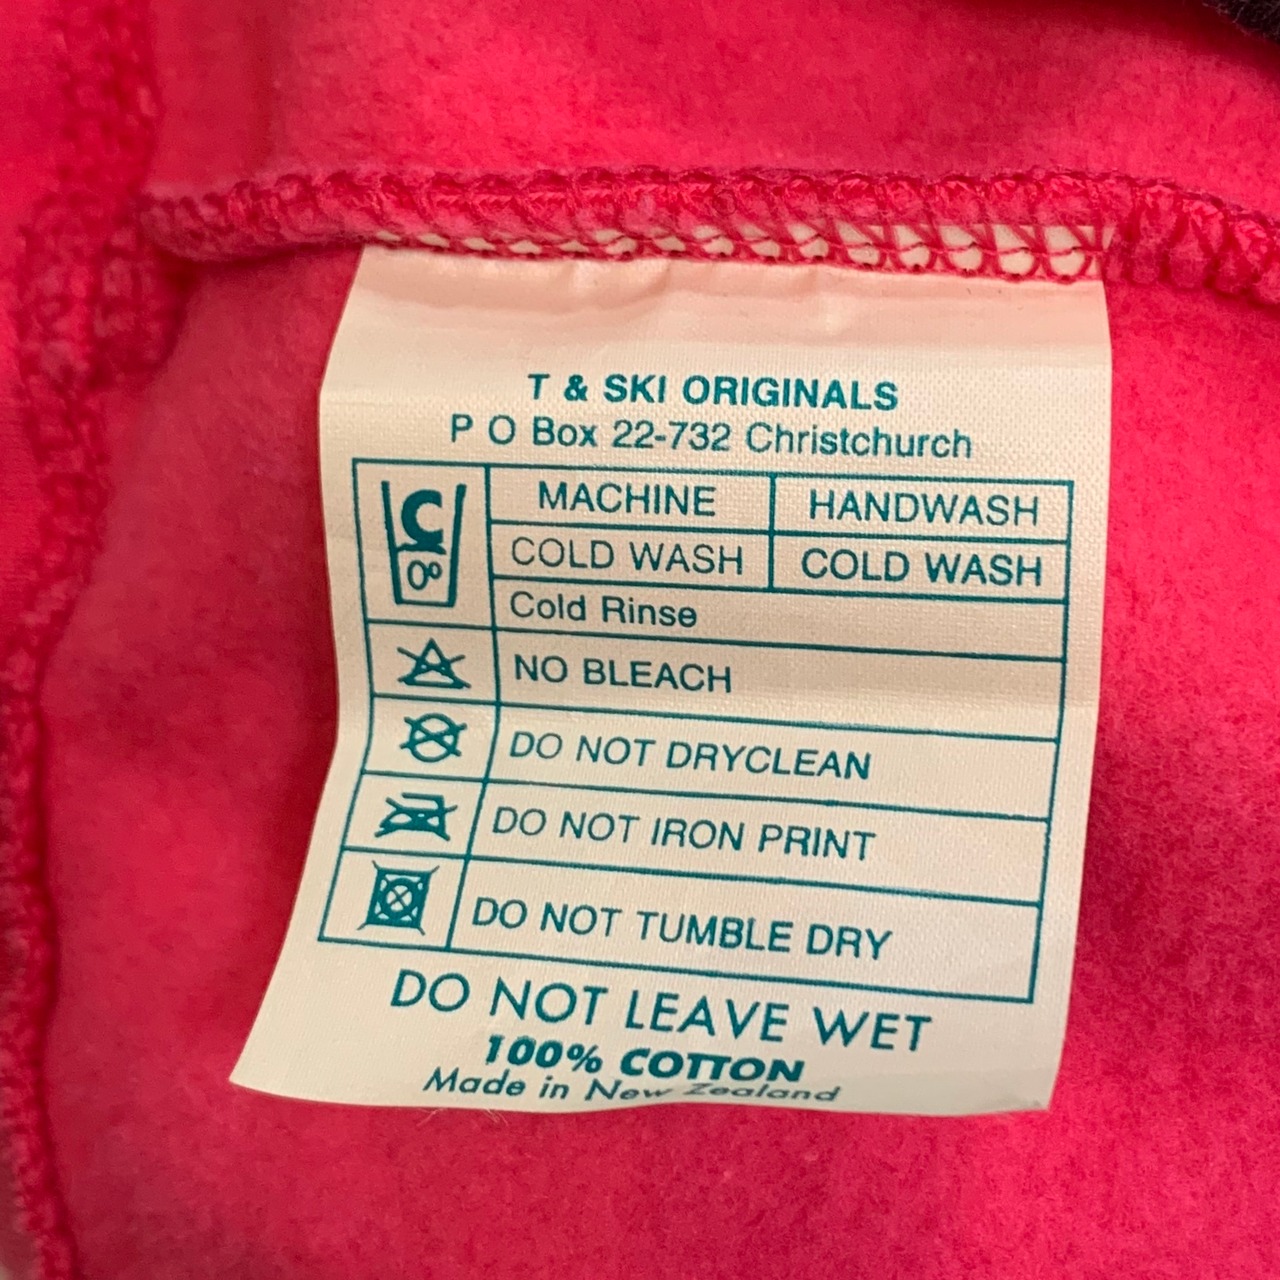 T & SKI ORIGINALS
P O Box 22-732 Christchurch
C
0°
MACHINE
HANDWASH
COLD WASH
COLD WASH
Cold Rinse
NO BLEACH
DO NOT DRYCLEAN
DO NOT IRON PRINT
DO NOT TUMBLE DRY
DO NOT LEAVE WET
100% COTTON
Made in New Zealand